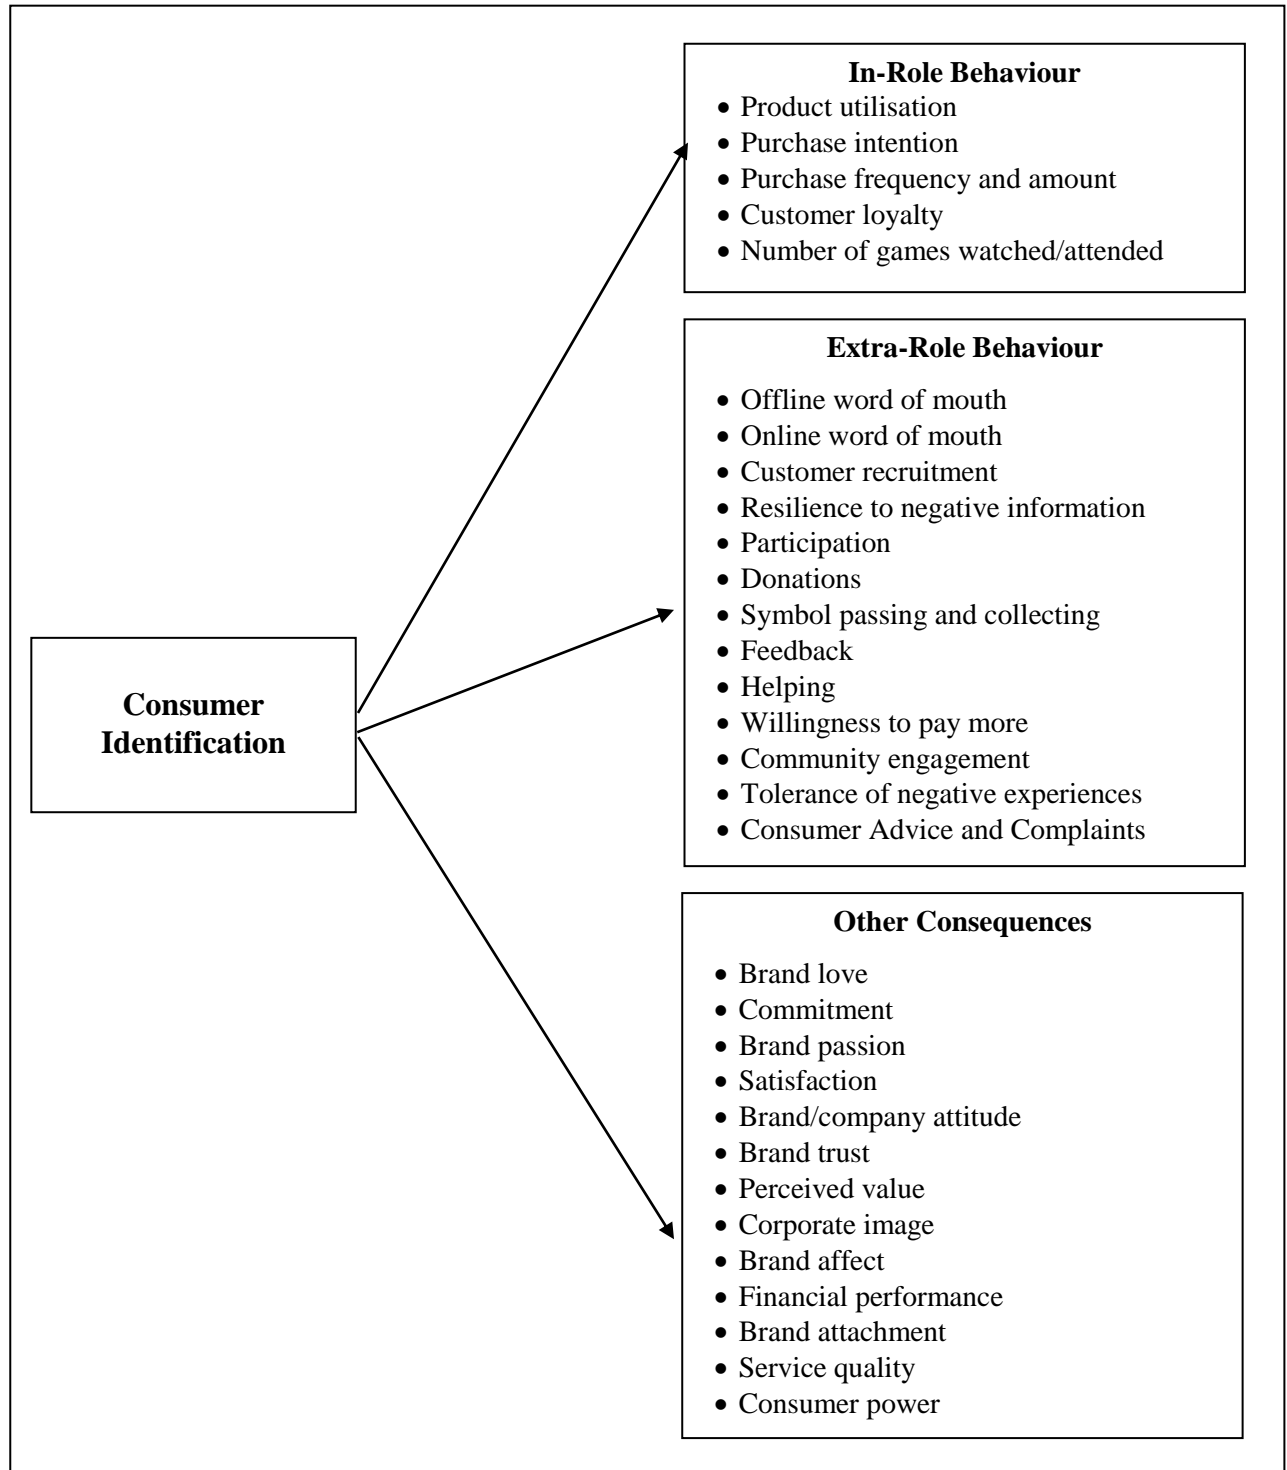 In-Role Behaviour
• Product utilisation
• Purchase intention
• Purchase frequency and amount
• Customer loyalty
• Number of games watched/attended
Extra-Role Behaviour
• Offline word of mouth
• Online word of mouth
• Customer recruitment
• Resilience to negative information
• Participation
• Donations
• Symbol passing and collecting
• Feedback
• Helping
• Willingness to pay more
• Community engagement
• Tolerance of negative experiences
• Consumer Advice and Complaints
Consumer
Identification
Other Consequences
• Brand love
• Commitment
• Brand passion
• Satisfaction
• Brand/company attitude
• Brand trust
• Perceived value
• Corporate image
• Brand affect
• Financial performance
• Brand attachment
• Service quality
• Consumer power